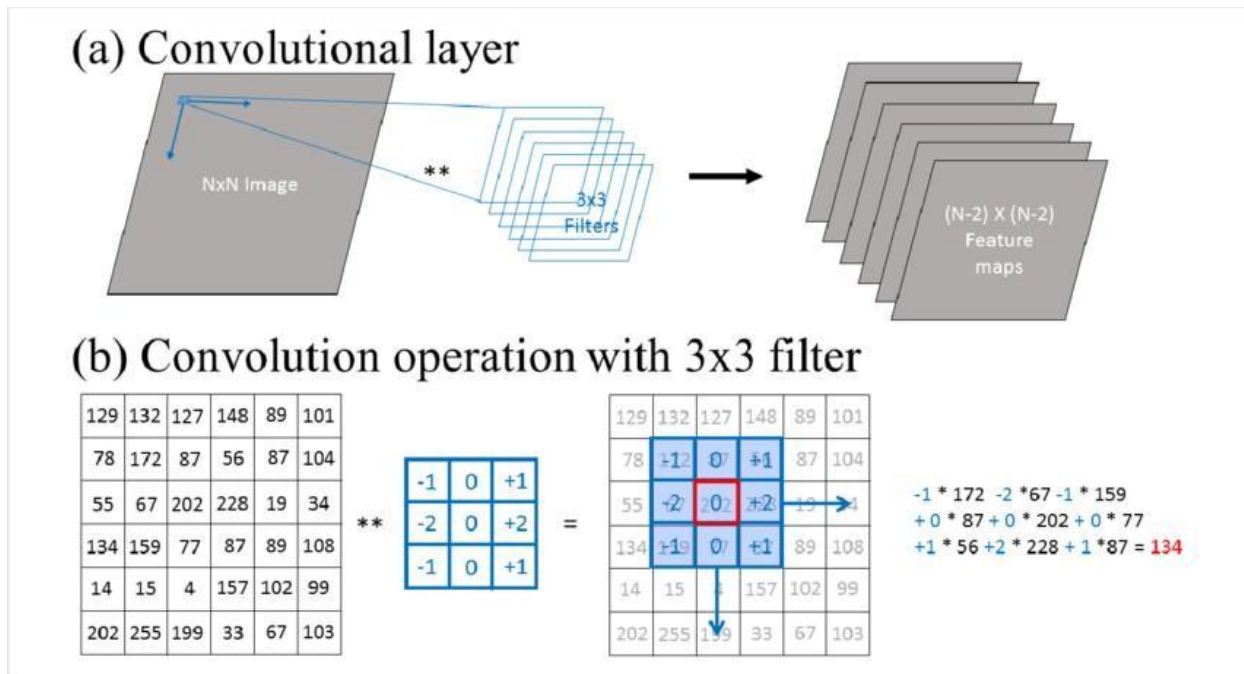 (a) Convolutional layer
NxN Image
**
3x3
Filters
(N-2) X (N-2)
Feature
maps
(b) Convolution operation with 3x3 filter
129 132 127 148 89 101
78 172 87 56 87 104
55 67 202 228 19 34
134 159 77 87 89 108
14 15 4 157 102 99
202 255 199 33 67 103
**
-1 0 +1
-2 0 +2
-1 0 +1
=
129 132 127 148 89 101
78 -1 0 +1 87 104
55 -2 0 +2 19
134 -1 0 +1 89 108
14 15 4 157 102 99
202 255 199 33 67 103
-1 * 172 -2 *67 -1 * 159
+ 0 * 87 + 0 * 202 + 0 * 77
+1 * 56 +2 * 228 + 1 *87 = 134